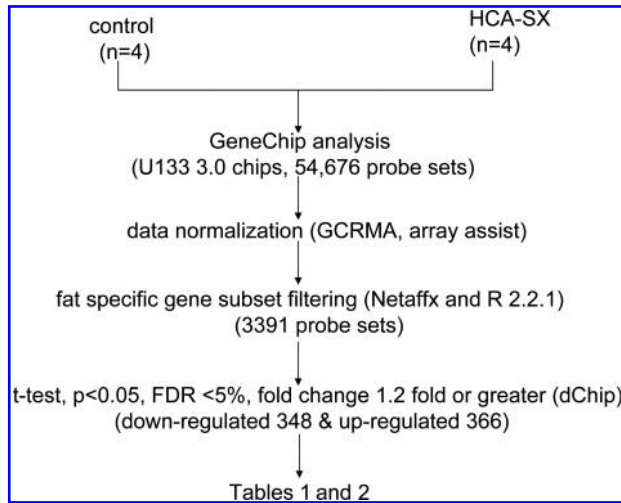 control
(n=4)
HCA-SX
(n=4)
GeneChip analysis
(U133 3.0 chips, 54,676 probe sets)
data normalization (GCRMA, array assist)
fat specific gene subset filtering (Netaffx and R 2.2.1)
(3391 probe sets)
t-test, p<0.05, FDR <5%, fold change 1.2 fold or greater (dChip)
(down-regulated 348 & up-regulated 366)
Tables 1 and 2